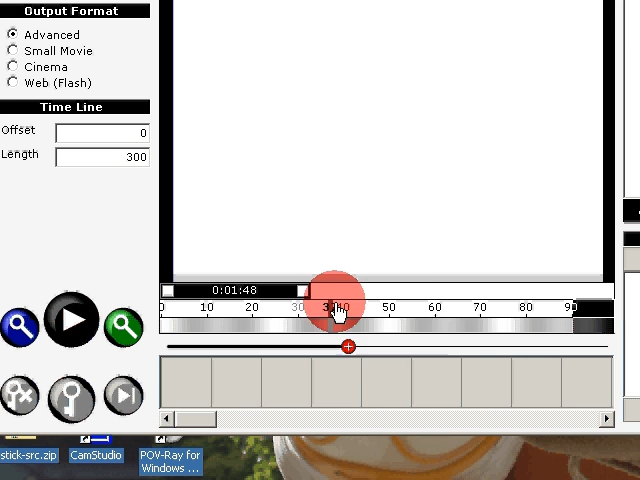 Output Format
Advanced
Small Movie
Cinema
Web (Flash)
Time Line
Offset 0
Length 300
0:01:48
0 10 20 30 40 50 60 70 80 90
stick-src.zip CamStudio POV-Ray for
Windows ...